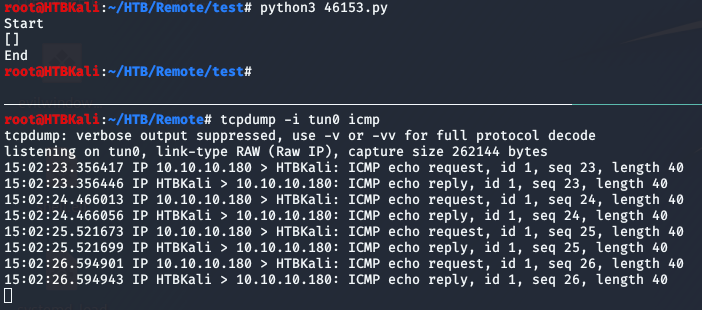 root@HTBKali:~/HTB/Remote/test# python3 46153.py
Start
[]
End
root@HTBKali:~/HTB/Remote/test#
root@HTBKali:~/HTB/Remote# tcpdump -i tun0 icmp
tcpdump: verbose output suppressed, use -v or -vv for full protocol decode
listening on tun0, link-type RAW (Raw IP), capture size 262144 bytes
15:02:23.356417 IP 10.10.10.180 > HTBKali: ICMP echo request, id 1, seq 23, length 40
15:02:23.356446 IP HTBKali > 10.10.10.180: ICMP echo reply, id 1, seq 23, length 40
15:02:24.466013 IP 10.10.10.180 > HTBKali: ICMP echo request, id 1, seq 24, length 40
15:02:24.466056 IP HTBKali > 10.10.10.180: ICMP echo reply, id 1, seq 24, length 40
15:02:25.521673 IP 10.10.10.180 > HTBKali: ICMP echo request, id 1, seq 25, length 40
15:02:25.521699 IP HTBKali > 10.10.10.180: ICMP echo reply, id 1, seq 25, length 40
15:02:26.594901 IP 10.10.10.180 > HTBKali: ICMP echo request, id 1, seq 26, length 40
15:02:26.594943 IP HTBKali > 10.10.10.180: ICMP echo reply, id 1, seq 26, length 40